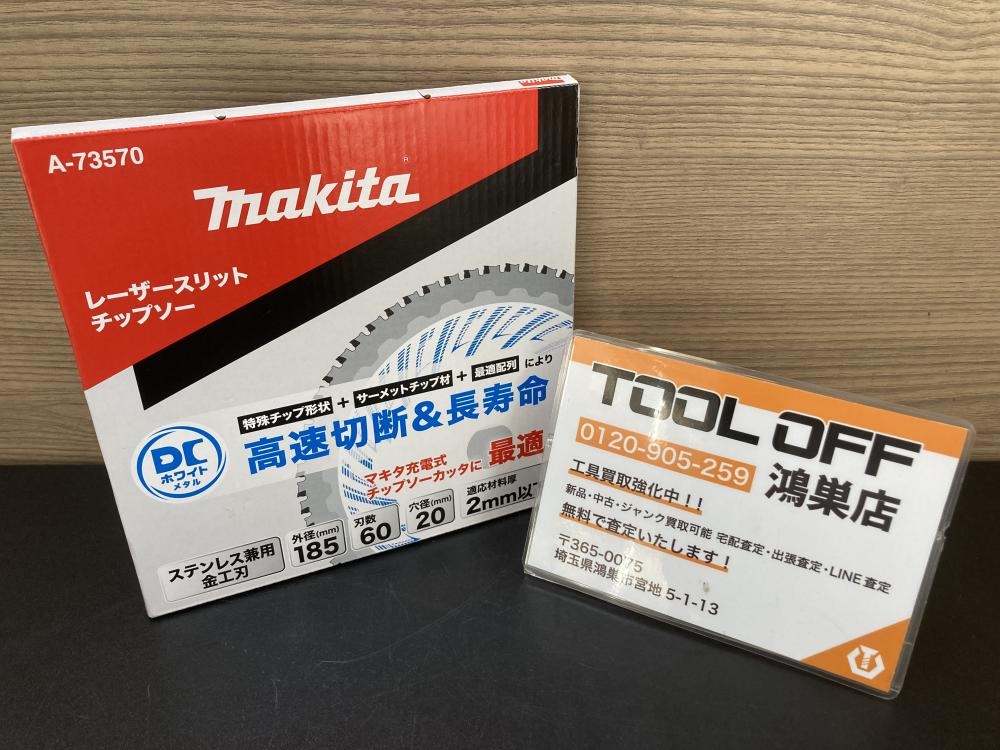 A-73570
makita
レーザースリット
チップソー
特殊チップ形状 + サーメットチップ材 + 最適配列 により
高速切断&長寿命
DC
ホワイト
メタル
マキタ充電式
チップソーカッタに 最適
ステンレス兼用
金工刃
外径(mm)
185
刃数
60
穴径(mm)
20
適応材料厚
2mm以
TOOL OFF
0120-905-259
鴻巣店
工具買取強化中!!
新品・中古・ジャンク買取可能 宅配査定・出張査定・LINE査定
無料で査定いたします!
〒365-0075
埼玉県鴻巣市宮地5-1-13